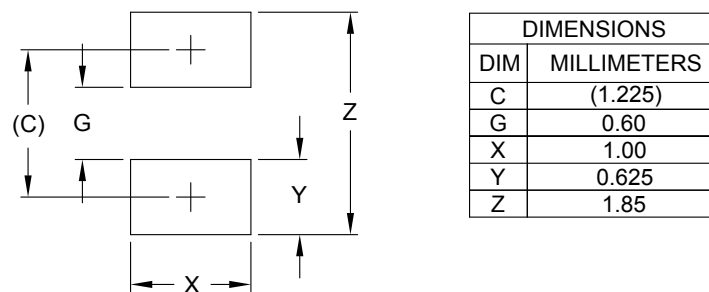 (C)
G
Z
Y
X
DIMENSIONS
DIM MILLIMETERS
C (1.225)
G 0.60
X 1.00
Y 0.625
Z 1.85